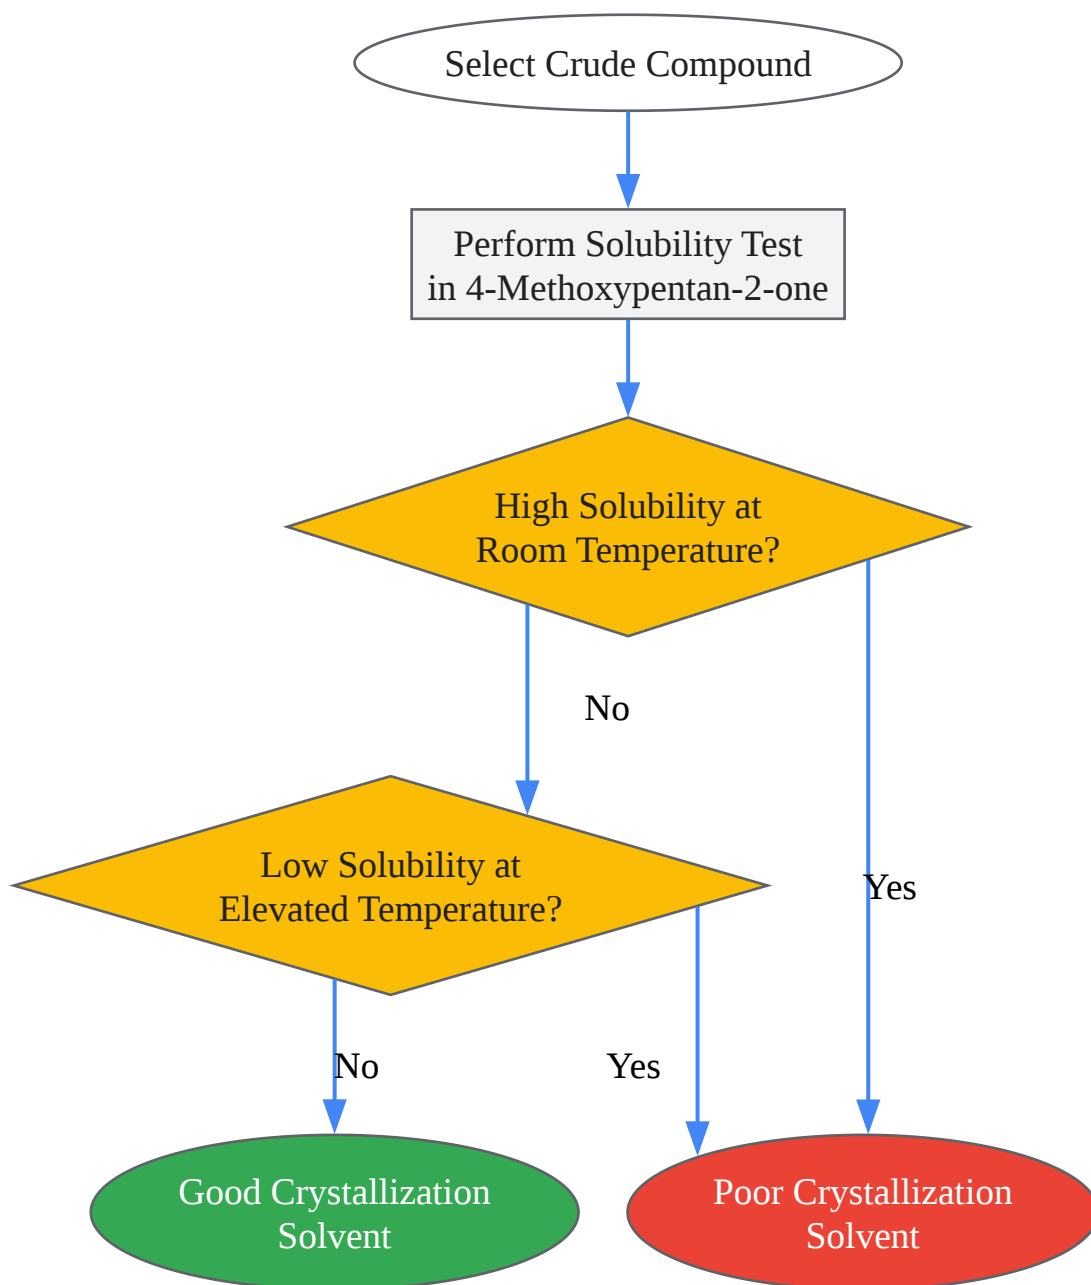 Select Crude Compound
Perform Solubility Test
in 4-Methoxypentan-2-one
High Solubility at
Room Temperature?
No
Low Solubility at
Elevated Temperature?
Yes
No
Yes
Good Crystallization
Solvent
Poor Crystallization
Solvent